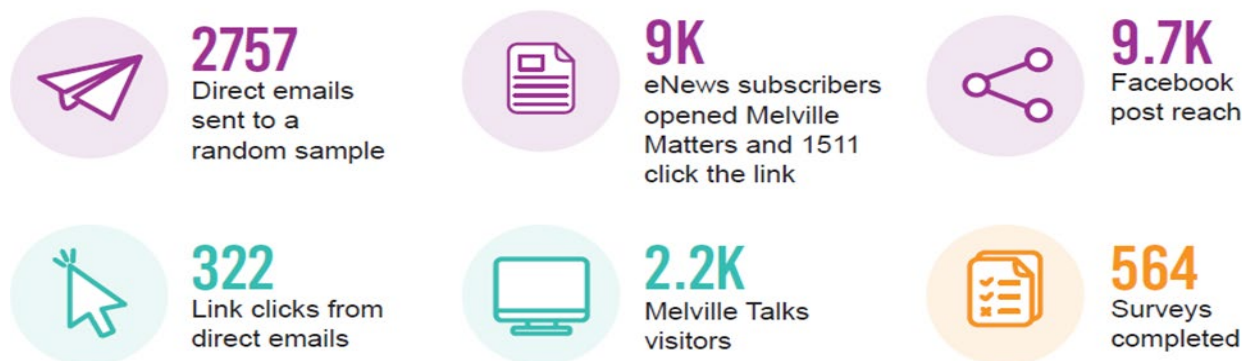 2757
Direct emails
sent to a
random sample
9K
eNews subscribers
opened Melville
Matters and 1511
click the link
9.7K
Facebook
post reach
322
Link clicks from
direct emails
2.2K
Melville Talks
visitors
564
Surveys
completed